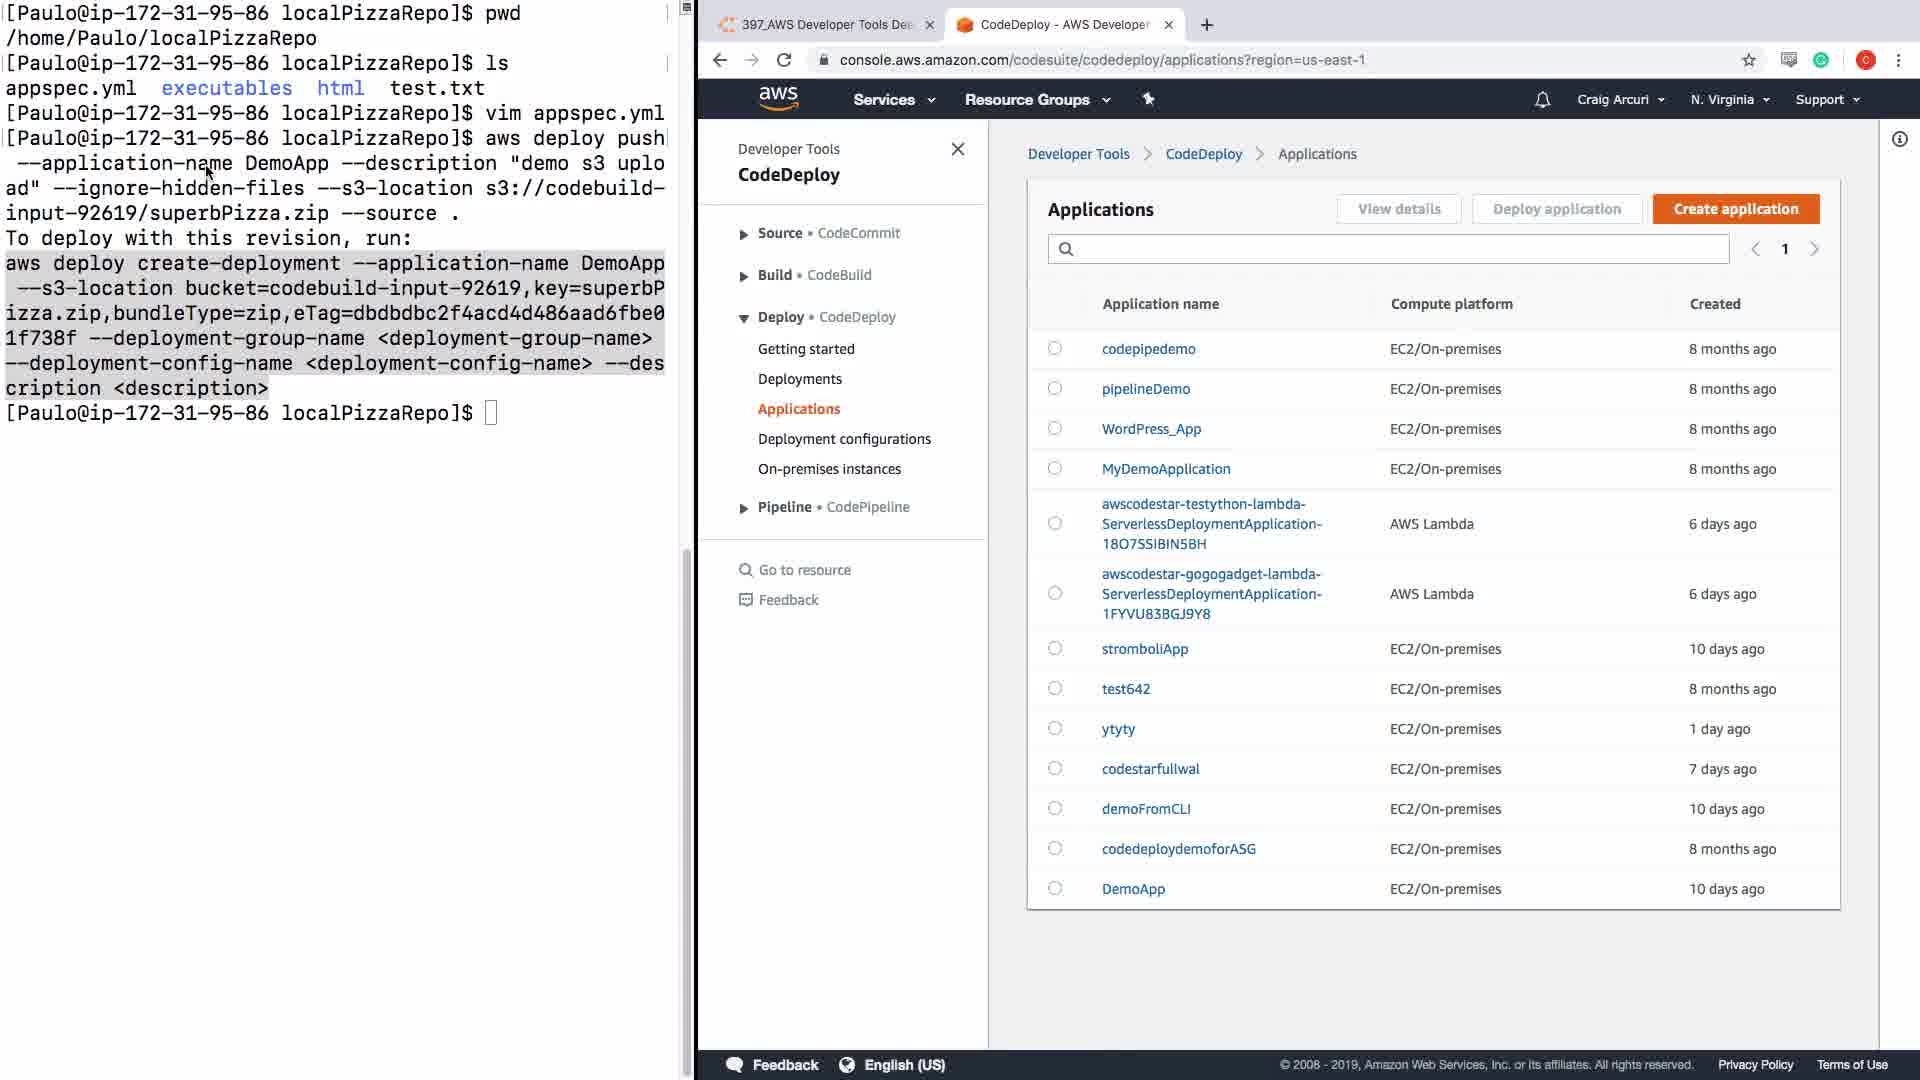 [Paulo@ip-172-31-95-86 localPizzaRepo]$ pwd
/home/Paulo/localPizzaRepo
[Paulo@ip-172-31-95-86 localPizzaRepo]$ ls
appspec.yml executables html test.txt
[Paulo@ip-172-31-95-86 localPizzaRepo]$ vim appspec.yml
[Paulo@ip-172-31-95-86 localPizzaRepo]$ aws deploy push
--application-name DemoApp --description "demo s3 uplo
ad" --ignore-hidden-files --s3-location s3://codebuild-
input-92619/superbPizza.zip --source .
To deploy with this revision, run:
aws deploy create-deployment --application-name DemoApp
--s3-location bucket=codebuild-input-92619,key=superbP
izza.zip,bundleType=zip,eTag=dbdbdbc2f4acd4d486aad6fbe0
1f738f --deployment-group-name <deployment-group-name>
--deployment-config-name <deployment-config-name> --des
cription <description>
[Paulo@ip-172-31-95-86 localPizzaRepo]$
397_AWS Developer Tools De
CodeDeploy - AWS Developer
console.aws.amazon.com/codesuite/codedeploy/applications?region=us-east-1
C
aws
Services
Resource Groups
Craig Arcuri
N. Virginia
Support
Developer Tools
CodeDeploy
Source • CodeCommit
Build • CodeBuild
Deploy • CodeDeploy
Getting started
Deployments
Applications
Deployment configurations
On-premises instances
Pipeline • CodePipeline
Go to resource
Feedback
Developer Tools > CodeDeploy > Applications
Applications
View details
Deploy application
Create application
1
Application name Compute platform Created
codepipedemo EC2/On-premises 8 months ago
pipelineDemo EC2/On-premises 8 months ago
WordPress_App EC2/On-premises 8 months ago
MyDemoApplication EC2/On-premises 8 months ago
awscodestar-testython-lambda-
ServerlessDeploymentApplication- AWS Lambda 6 days ago
18O7SSIBIN5BH
awscodestar-gogogadget-lambda-
ServerlessDeploymentApplication- AWS Lambda 6 days ago
1FYVU83BGJ9Y8
stromboliApp EC2/On-premises 10 days ago
test642 EC2/On-premises 8 months ago
ytyty EC2/On-premises 1 day ago
codestarfullwal EC2/On-premises 7 days ago
demoFromCLI EC2/On-premises 10 days ago
codedeploydemoforASG EC2/On-premises 8 months ago
DemoApp EC2/On-premises 10 days ago
Feedback
English (US)
© 2008 - 2019, Amazon Web Services, Inc. or its affiliates. All rights reserved.
Privacy Policy
Terms of Use